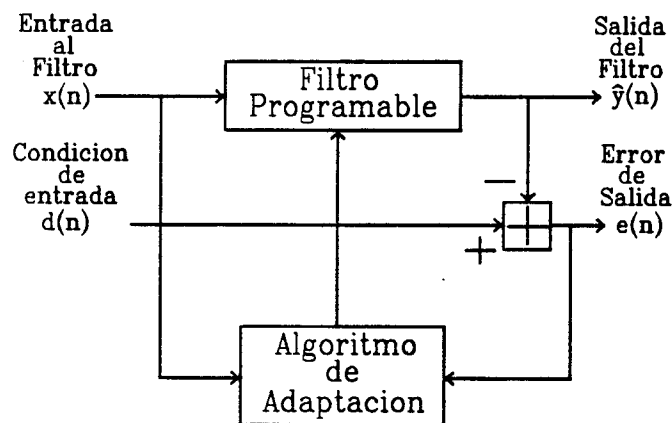 Entrada
al
Filtro
x(n)
Filtro
Programable
Salida
del
Filtro
ŷ(n)
Condicion
de
entrada
d(n)
−
+
Error
de
Salida
e(n)
Algoritmo
de
Adaptacion